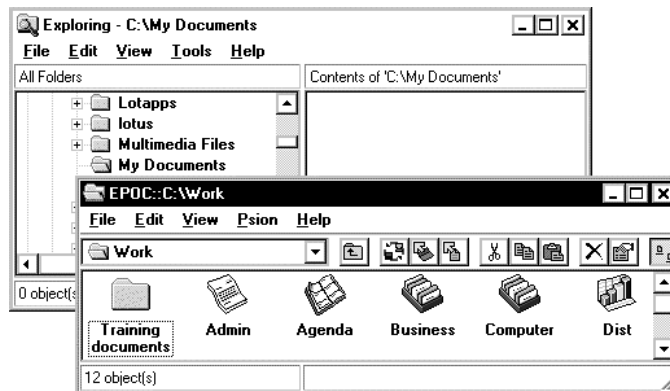 Exploring - C:\My Documents
File Edit View Tools Help
All Folders
Contents of 'C:\My Documents'
Lotapps
lotus
Multimedia Files
My Documents
0 object(s
EPOC::C:\Work
File Edit View Psion Help
Work
Training documents
Admin
Agenda
Business
Computer
Dist
12 object(s)